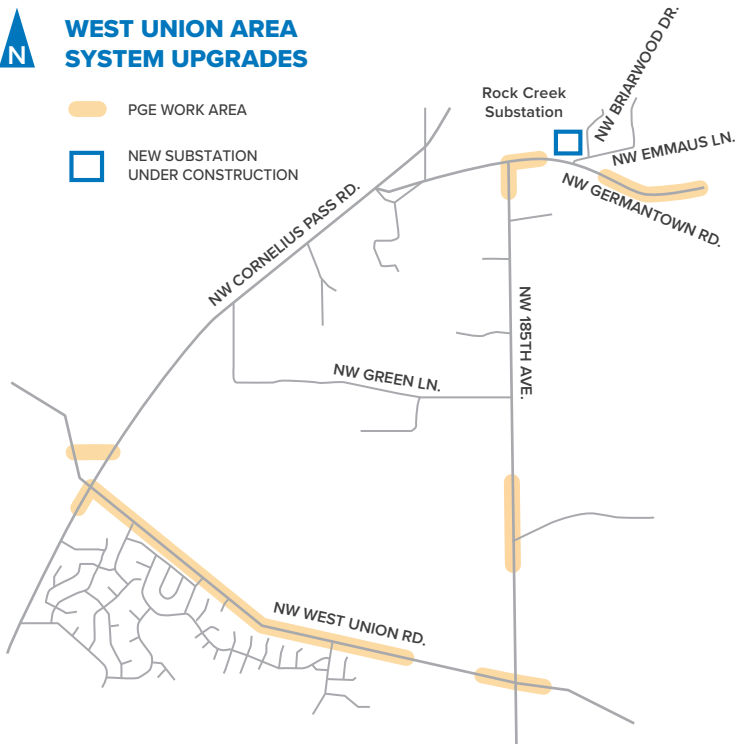 N
WEST UNION AREA
SYSTEM UPGRADES
PGE WORK AREA
NEW SUBSTATION
UNDER CONSTRUCTION
Rock Creek
Substation
NW BRIARWOOD DR.
NW EMMAUS LN.
NW GERMANTOWN RD.
NW CORNELIUS PASS RD.
NW 185TH AVE.
NW GREEN LN.
NW WEST UNION RD.